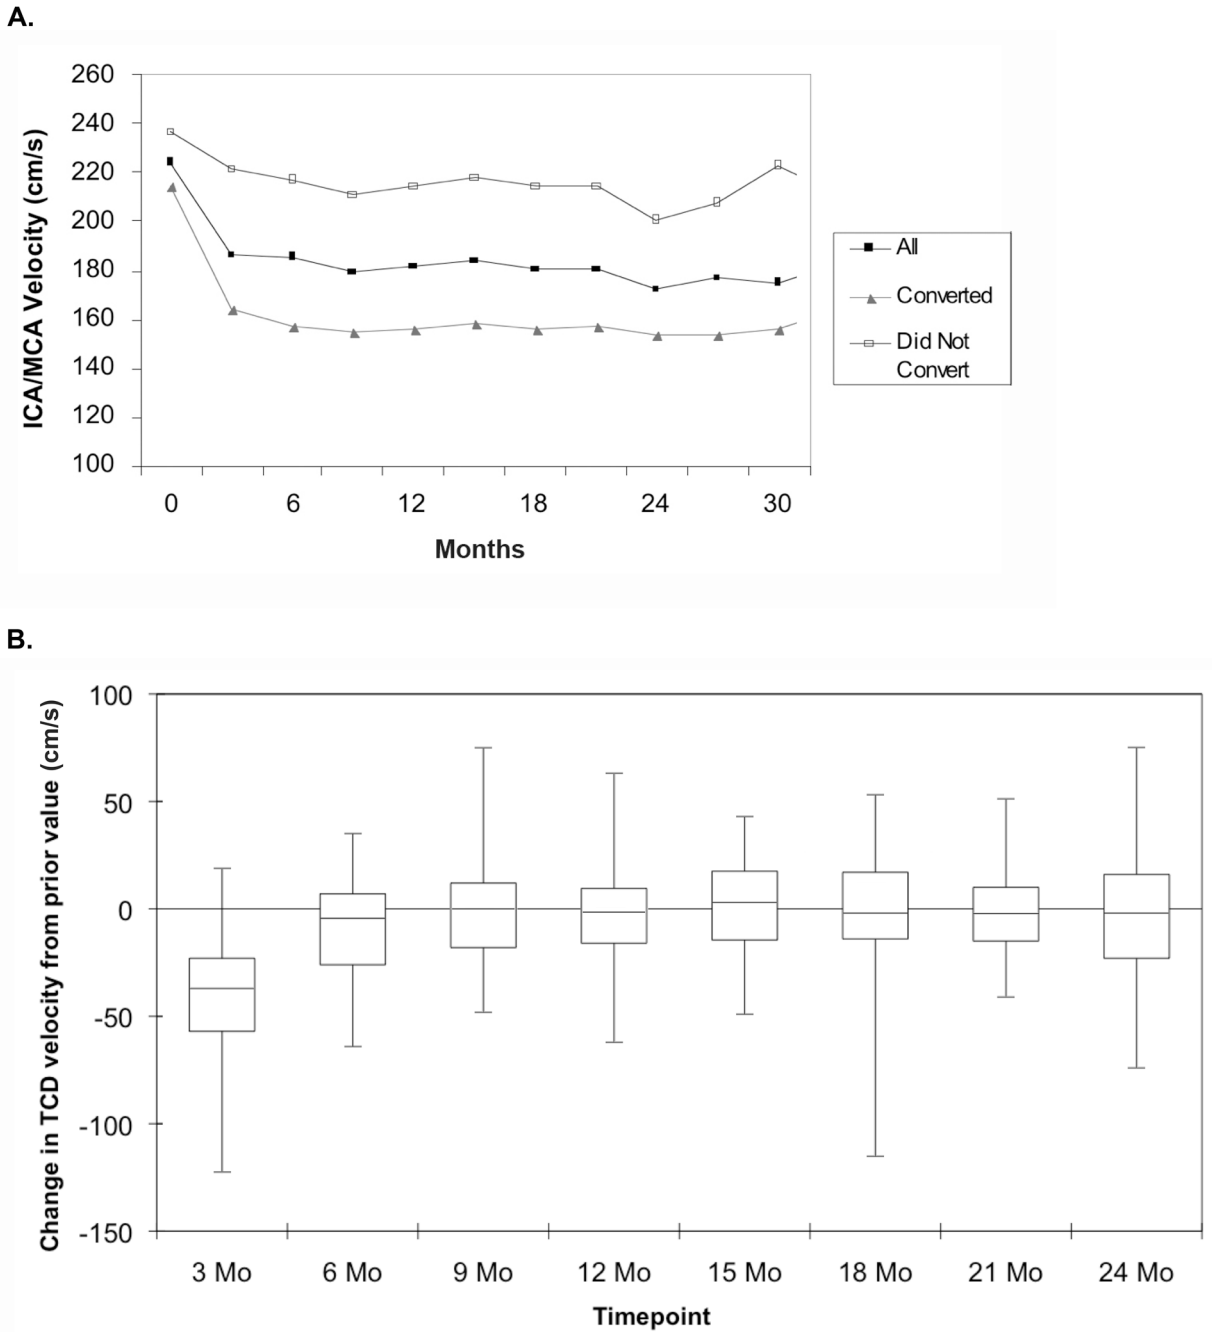 A.
ICA/MCA Velocity (cm/s)
260
240
220
200
180
160
140
120
100
0 6 12 18 24 30
Months
All
Converted
Did Not
Convert
B.
Change in TCD velocity from prior value (cm/s)
100
50
0
-50
-100
-150
3 Mo 6 Mo 9 Mo 12 Mo 15 Mo 18 Mo 21 Mo 24 Mo
Timepoint